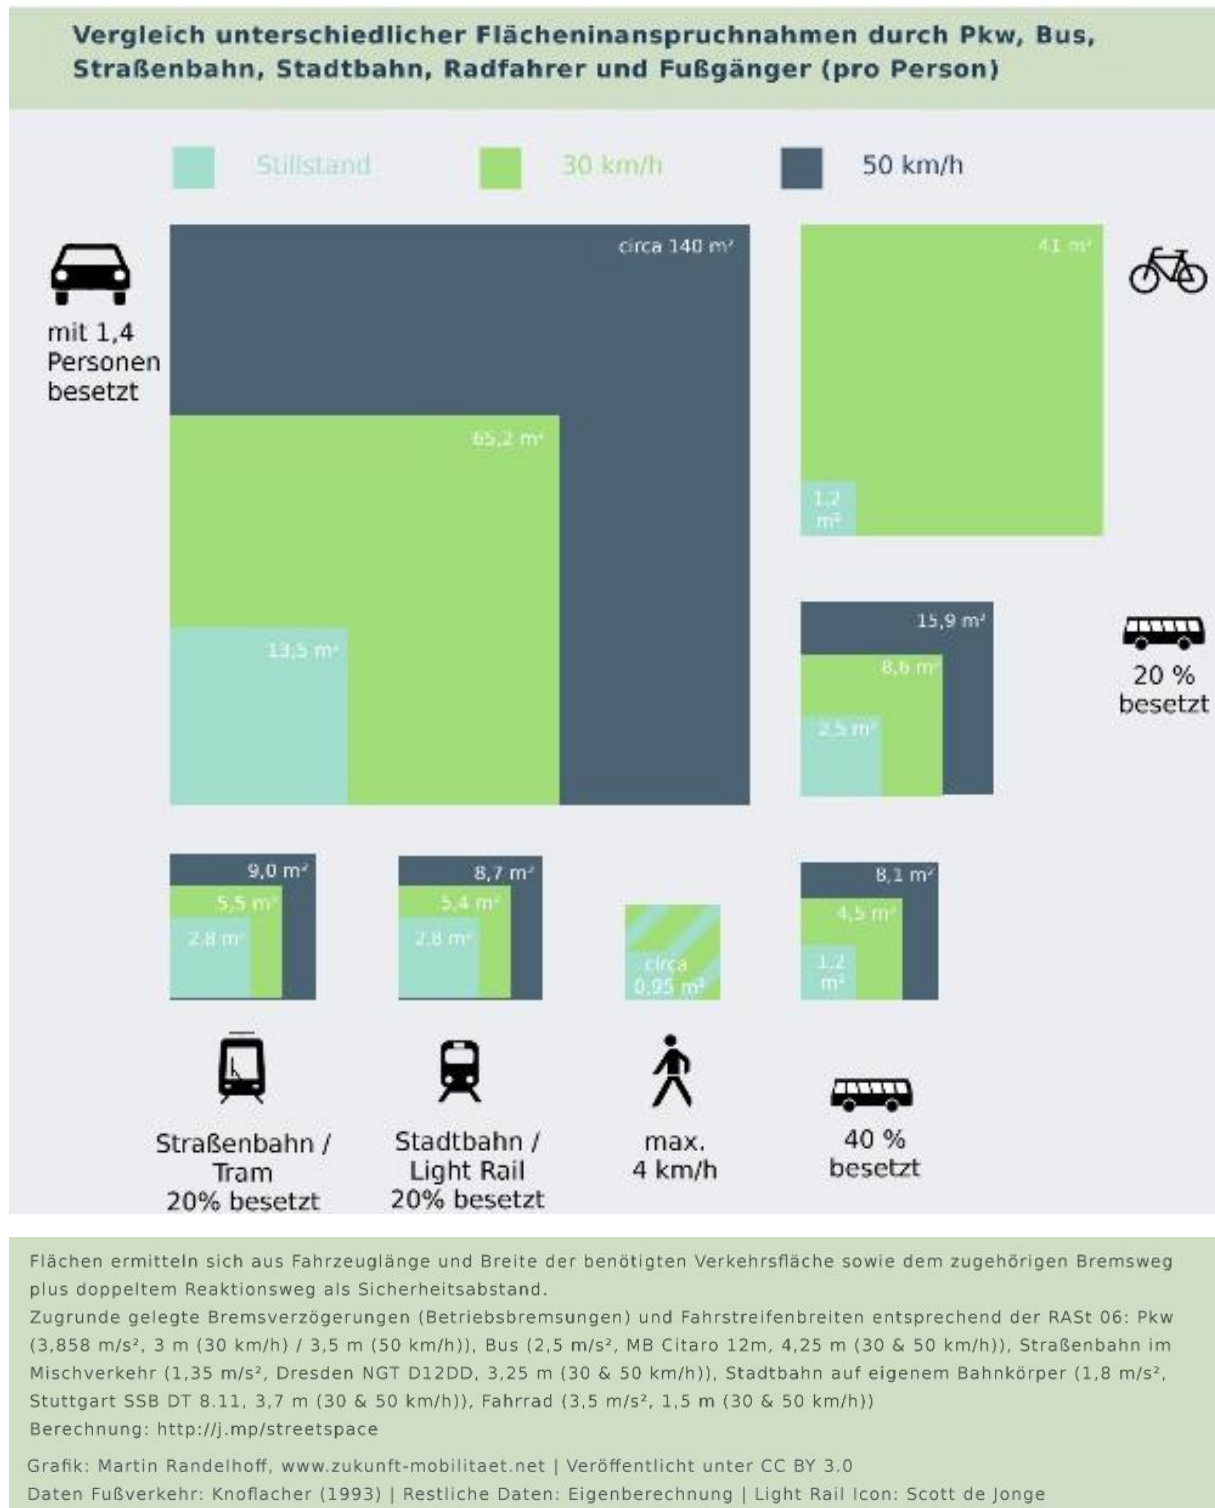 Vergleich unterschiedlicher Flächeninanspruchnahmen durch Pkw, Bus,
Straßenbahn, Stadtbahn, Radfahrer und Fußgänger (pro Person)
Stillstand
30 km/h
50 km/h
circa 140 m²
41 m²
mit 1,4
Personen
besetzt
65,2 m²
1,2
m²
15,9 m²
13,5 m²
8,6 m²
20 %
besetzt
2,5 m²
9,0 m²
8,7 m²
8,1 m²
5,5 m²
5,4 m²
4,5 m²
2,8 m²
2,8 m²
circa
0,95 m²
1,2
m²
Straßenbahn /
Tram
20% besetzt
Stadtbahn /
Light Rail
20% besetzt
max.
4 km/h
40 %
besetzt
Flächen ermitteln sich aus Fahrzeuglänge und Breite der benötigten Verkehrsfläche sowie dem zugehörigen Bremsweg
plus doppeltem Reaktionsweg als Sicherheitsabstand.
Zugrunde gelegte Bremsverzögerungen (Betriebsbremsungen) und Fahrstreifenbreiten entsprechend der RASt 06: Pkw
(3,858 m/s², 3 m (30 km/h) / 3,5 m (50 km/h)), Bus (2,5 m/s², MB Citaro 12m, 4,25 m (30 & 50 km/h)), Straßenbahn im
Mischverkehr (1,35 m/s², Dresden NGT D12DD, 3,25 m (30 & 50 km/h)), Stadtbahn auf eigenem Bahnkörper (1,8 m/s²,
Stuttgart SSB DT 8.11, 3,7 m (30 & 50 km/h)), Fahrrad (3,5 m/s², 1,5 m (30 & 50 km/h))
Berechnung: http://j.mp/streetspace
Grafik: Martin Randelhoff, www.zukunft-mobilitaet.net | Veröffentlicht unter CC BY 3.0
Daten Fußverkehr: Knoflacher (1993) | Restliche Daten: Eigenberechnung | Light Rail Icon: Scott de Jonge